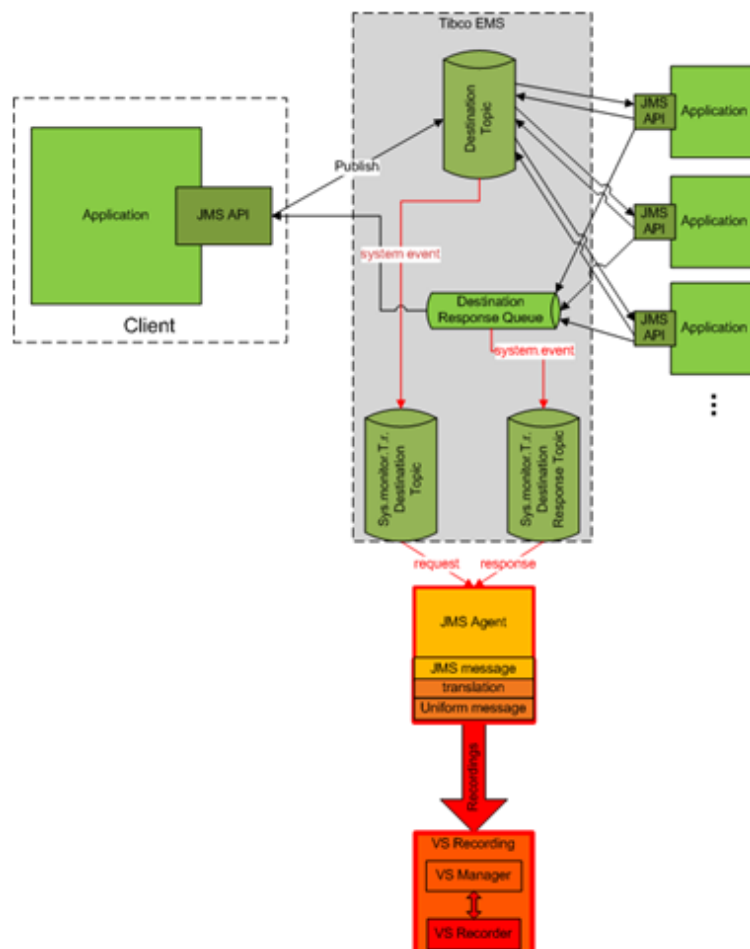 Tibco EMS
Destination
Topic
JMS
API
Application
Publish
Application
JMS API
Client
JMS
API
Application
system event
Destination
Response Queue
JMS
API
Application
system event
...
Sys.monitor.T.r.
Destination
Topic
Sys.monitor.T.r.
Destination
Response Topic
request
response
JMS Agent
JMS message
translation
Uniform message
Recordings
VS Recording
VS Manager
VS Recorder